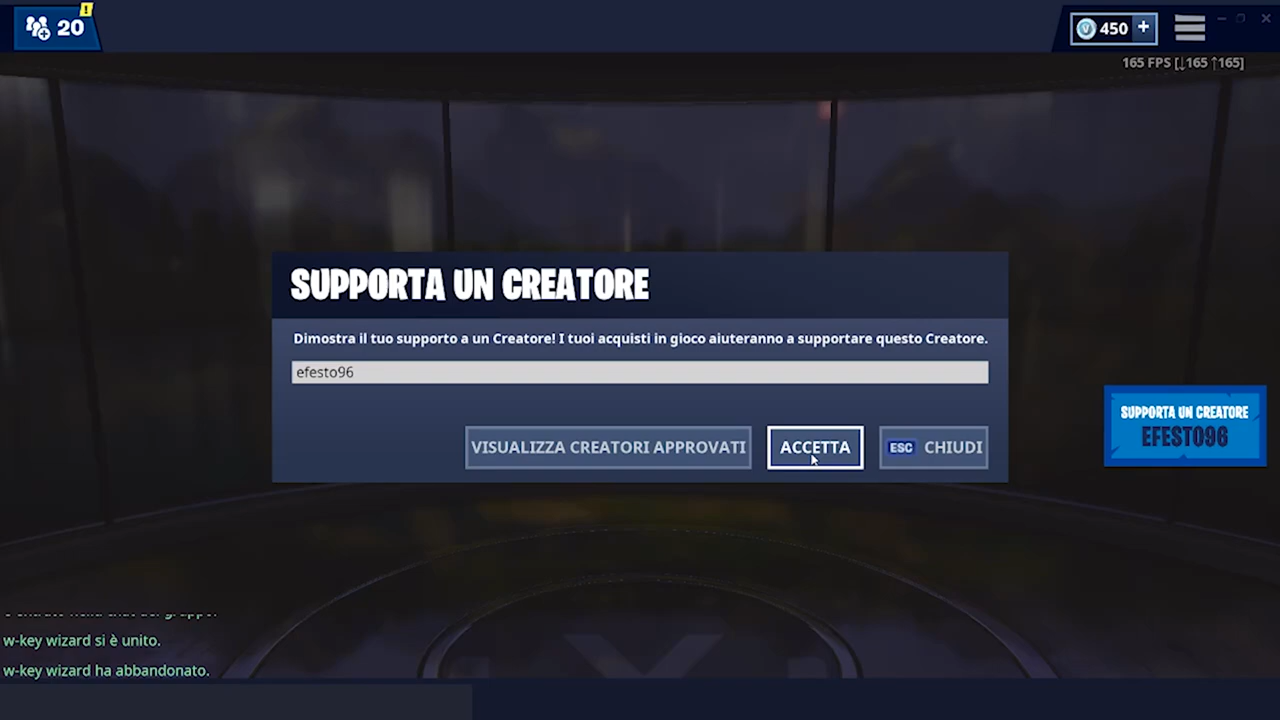 20
450
165 FPS [↓165 ↑165]
SUPPORTA UN CREATORE
Dimostra il tuo supporto a un Creatore! I tuoi acquisti in gioco aiuteranno a supportare questo Creatore.
efesto96
VISUALIZZA CREATORI APPROVATI
ACCETTA
ESC CHIUDI
SUPPORTA UN CREATORE
EFESTO96
w-key wizard si è unito.
w-key wizard ha abbandonato.